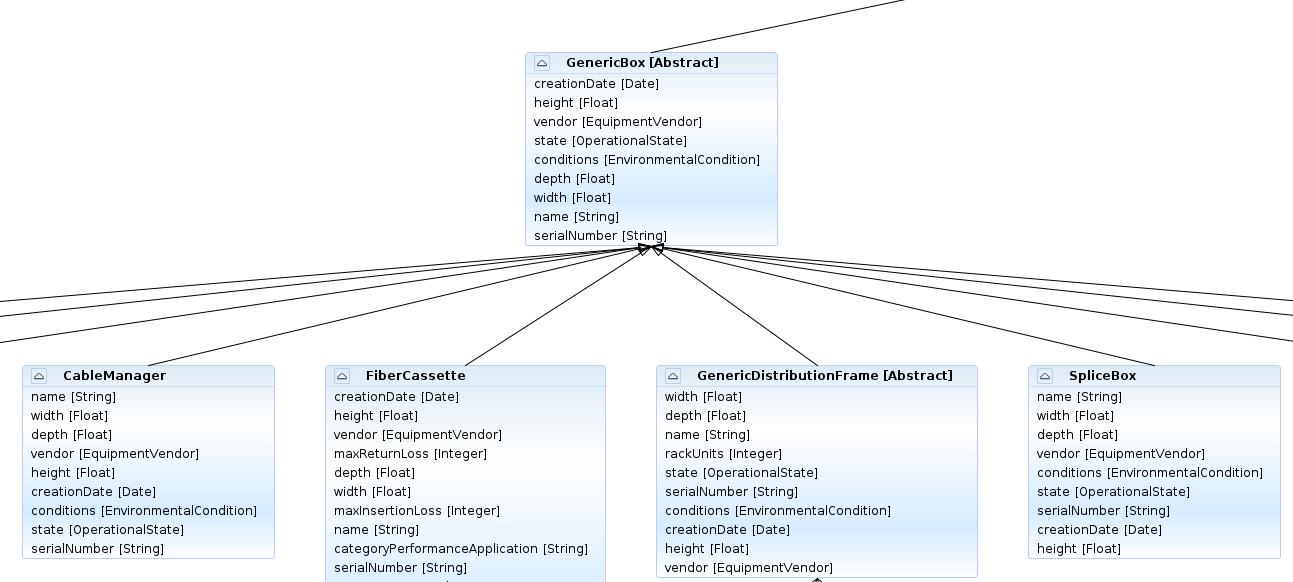 GenericBox [Abstract]
creationDate [Date]
height [Float]
vendor [EquipmentVendor]
state [OperationalState]
conditions [EnvironmentalCondition]
depth [Float]
width [Float]
name [String]
serialNumber [String]
CableManager
name [String]
width [Float]
depth [Float]
vendor [EquipmentVendor]
height [Float]
creationDate [Date]
conditions [EnvironmentalCondition]
state [OperationalState]
serialNumber [String]
FiberCassette
creationDate [Date]
height [Float]
vendor [EquipmentVendor]
maxReturnLoss [Integer]
depth [Float]
width [Float]
maxInsertionLoss [Integer]
name [String]
categoryPerformanceApplication [String]
serialNumber [String]
GenericDistributionFrame [Abstract]
width [Float]
depth [Float]
name [String]
rackUnits [Integer]
state [OperationalState]
serialNumber [String]
conditions [EnvironmentalCondition]
creationDate [Date]
height [Float]
vendor [EquipmentVendor]
SpliceBox
name [String]
width [Float]
depth [Float]
vendor [EquipmentVendor]
conditions [EnvironmentalCondition]
state [OperationalState]
serialNumber [String]
creationDate [Date]
height [Float]